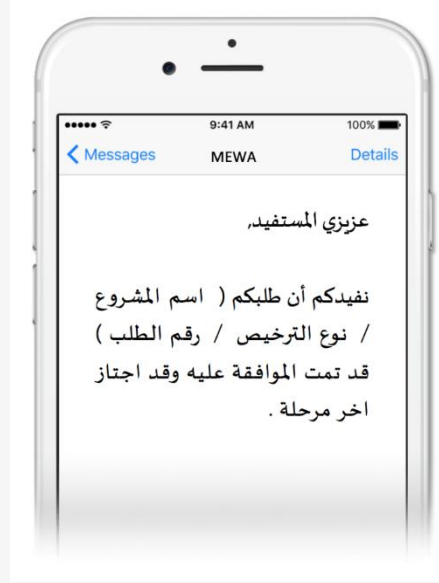 9:41 AM 100%
Messages MEWA Details
عزيزي المستفيد,
نفيدكم أن طلبكم ( اسم المشروع
/ نوع الترخيص / رقم الطلب )
قد تمت الموافقة عليه وقد اجتاز
اخر مرحلة .